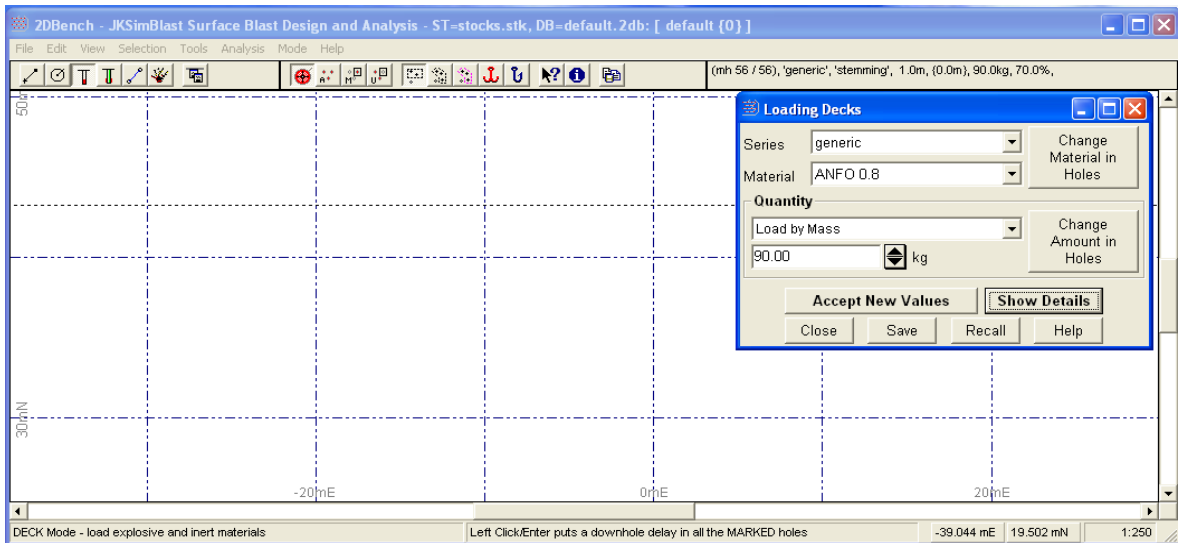 2DBench - JKSimBlast Surface Blast Design and Analysis - ST=stocks.stk, DB=default.2db: [ default {0} ]
File Edit View Selection Tools Analysis Mode Help
(mh 56 / 56), 'generic', 'stemming', 1.0m, {0.0m}, 90.0kg, 70.0%,
50m
Loading Decks
Series generic
Change Material in Holes
Material ANFO 0.8
Quantity
Load by Mass
Change Amount in Holes
90.00 kg
Accept New Values Show Details
Close Save Recall Help
30mN
-20mE 0mE 20mE
DECK Mode - load explosive and inert materials Left Click/Enter puts a downhole delay in all the MARKED holes -39.044 mE 19.502 mN 1:250